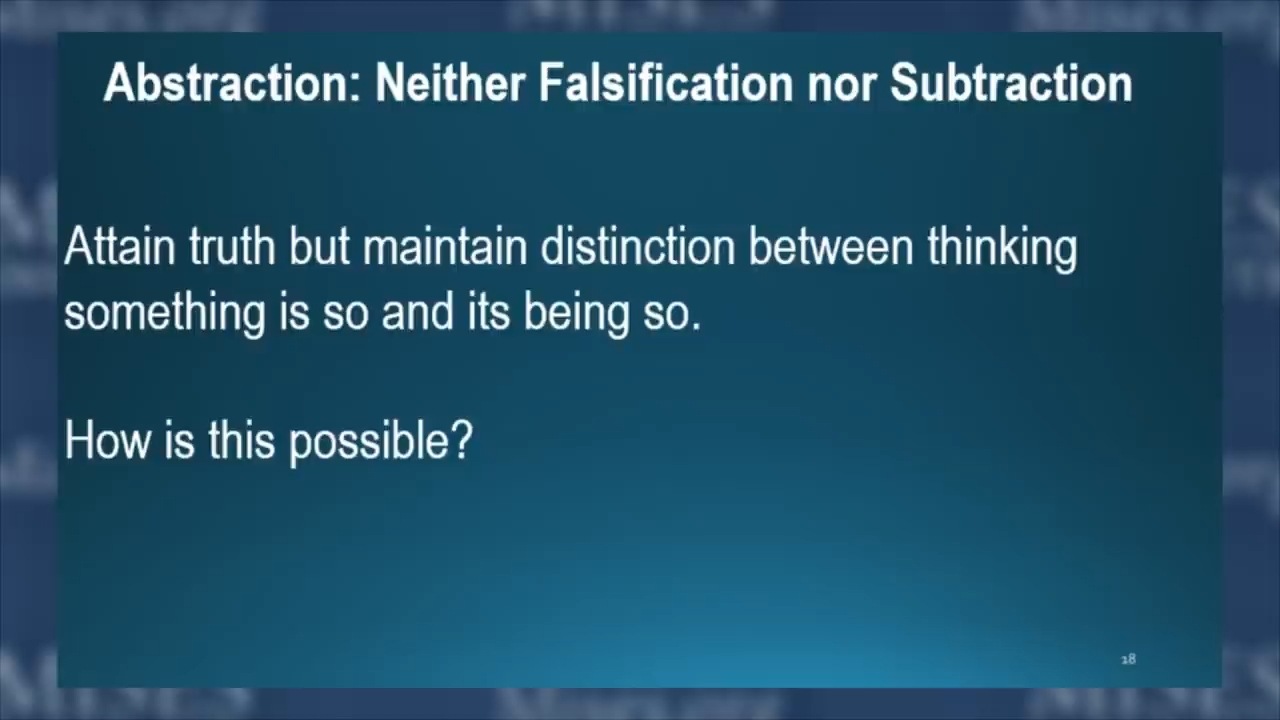 Abstraction: Neither Falsification nor Subtraction
Attain truth but maintain distinction between thinking
something is so and its being so.
How is this possible?
18